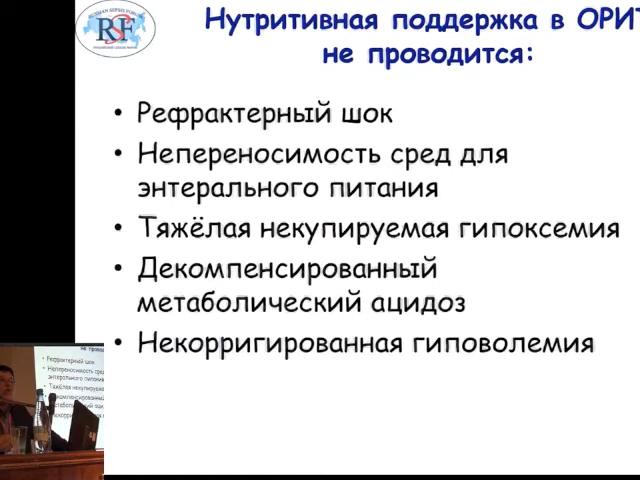 RSF
Нутритивная поддержка в ОРИТ
не проводится:
• Рефрактерный шок
• Непереносимость сред для
энтерального питания
• Тяжёлая некупируемая гипоксемия
• Декомпенсированный
метаболический ацидоз
• Некорригированная гиповолемия